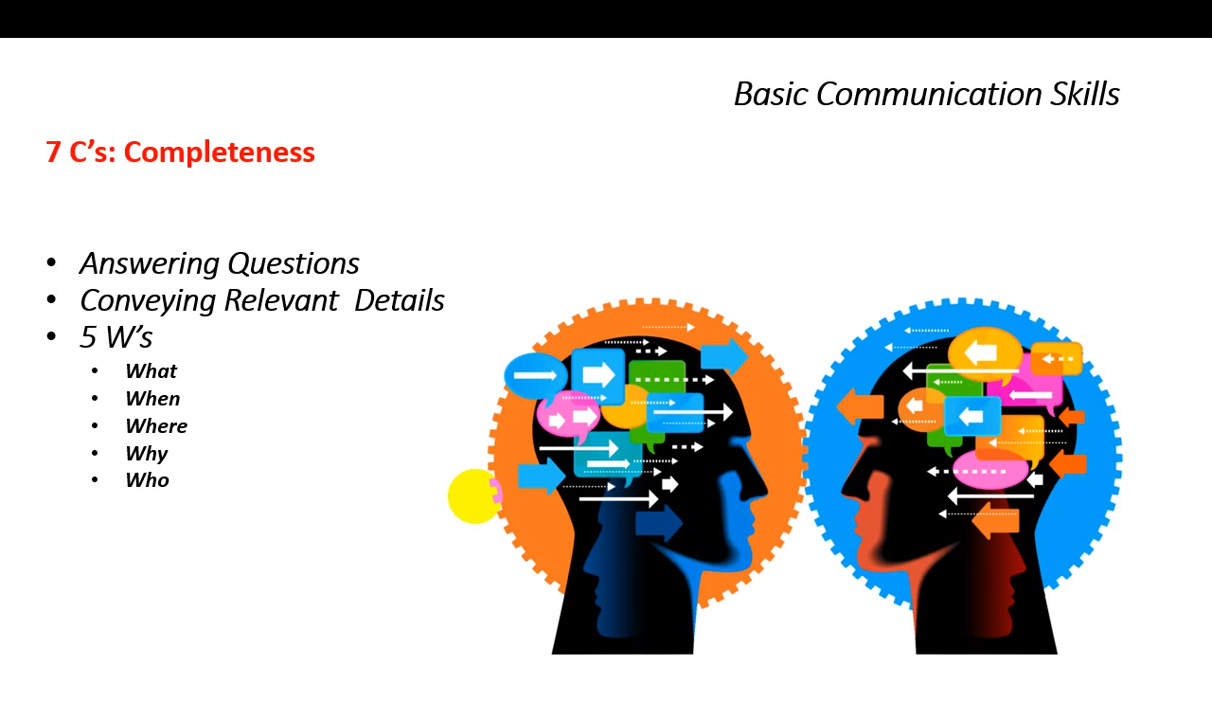 Basic Communication Skills
7 C’s: Completeness
• Answering Questions
• Conveying Relevant  Details
• 5 W’s
• What
• When
• Where
• Why
• Who